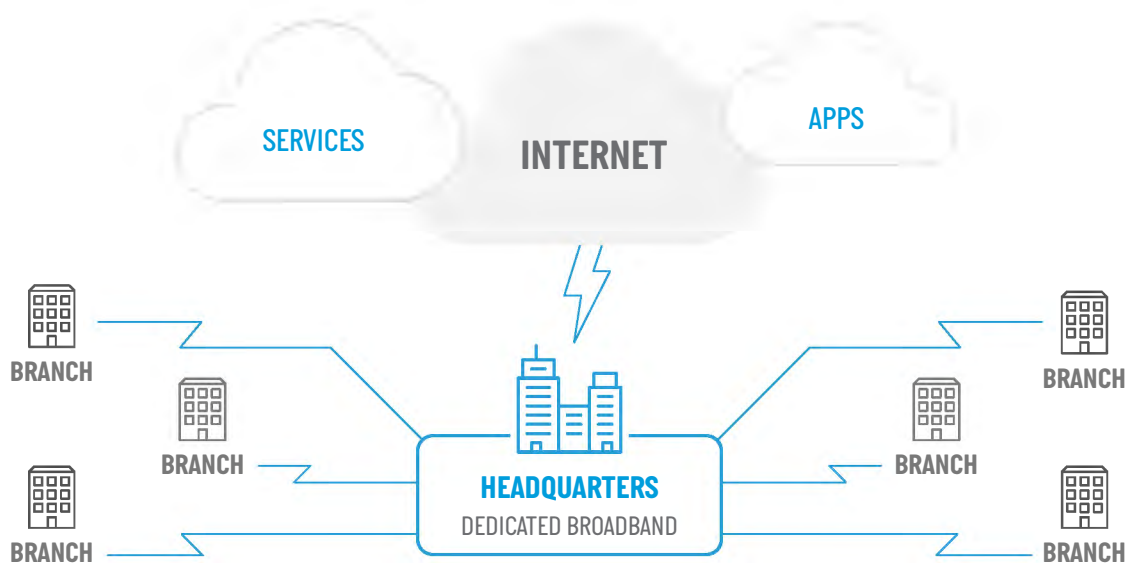 SERVICES
INTERNET
APPS
BRANCH
BRANCH
BRANCH
BRANCH
HEADQUARTERS
DEDICATED BROADBAND
BRANCH
BRANCH